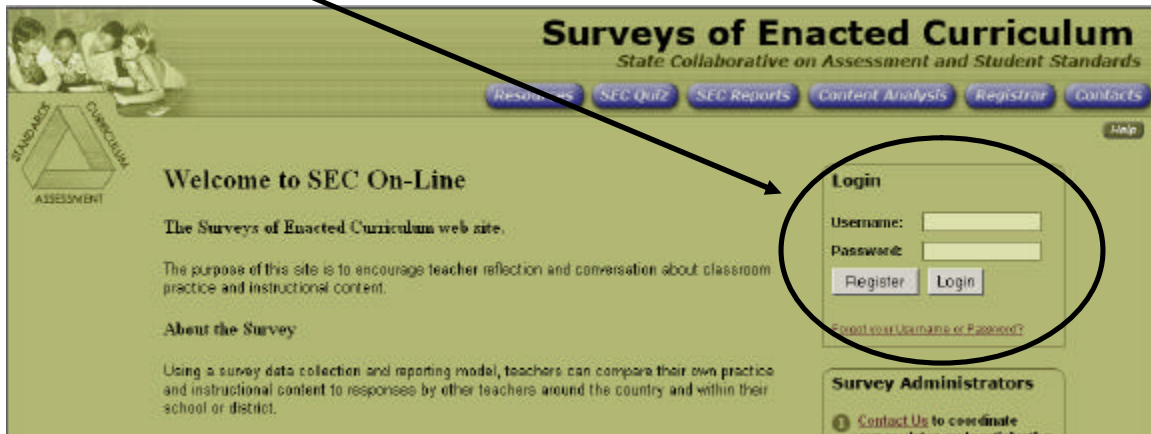 Surveys of Enacted Curriculum
State Collaborative on Assessment and Student Standards
Resources SEC Quiz SEC Reports Content Analysis Registrar Contacts
Help
STANDARDS CURRICULUM
ASSESSMENT
Welcome to SEC On-Line
The Surveys of Enacted Curriculum web site.
The purpose of this site is to encourage teacher reflection and conversation about classroom
practice and instructional content.
About the Survey
Using a survey data collection and reporting model, teachers can compare their own practice
and instructional content to responses by other teachers around the country and within their
school or district.
Login
Username:
Password:
Register Login
Forgot your Username or Password?
Survey Administrators
Contact Us to coordinate